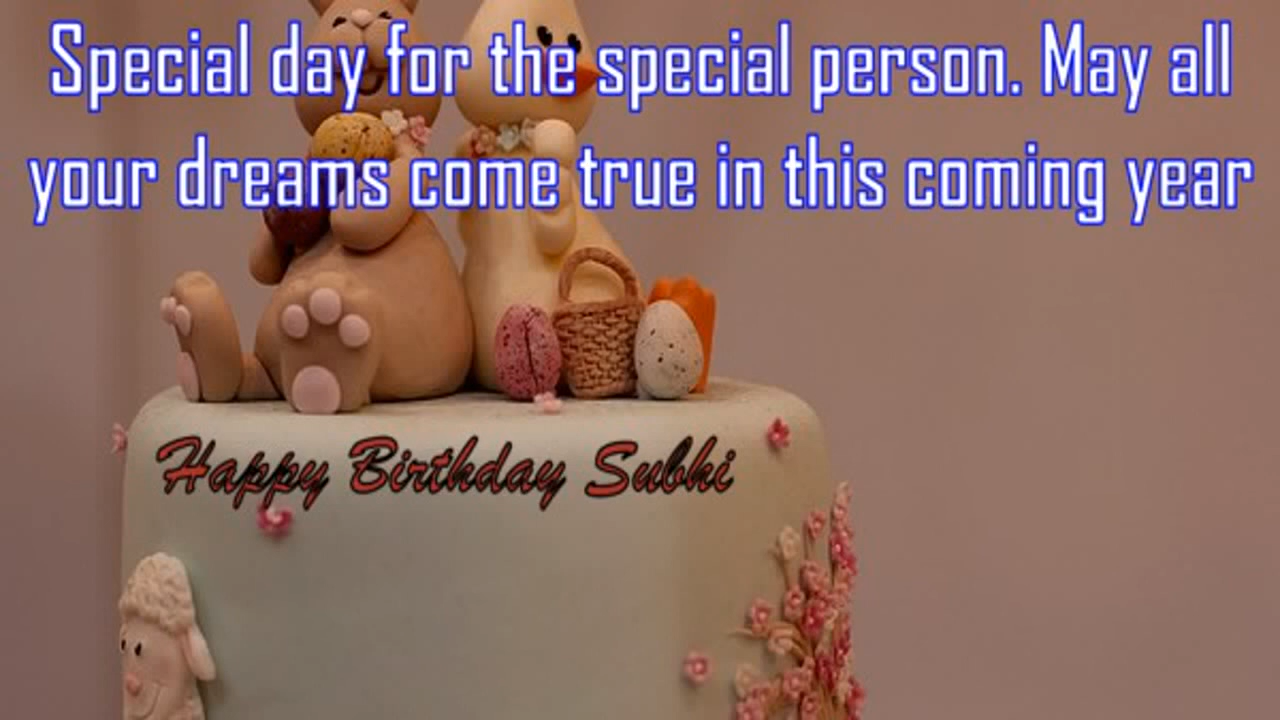 Special day for the special person. May all
your dreams come true in this coming year
Happy Birthday Subhi